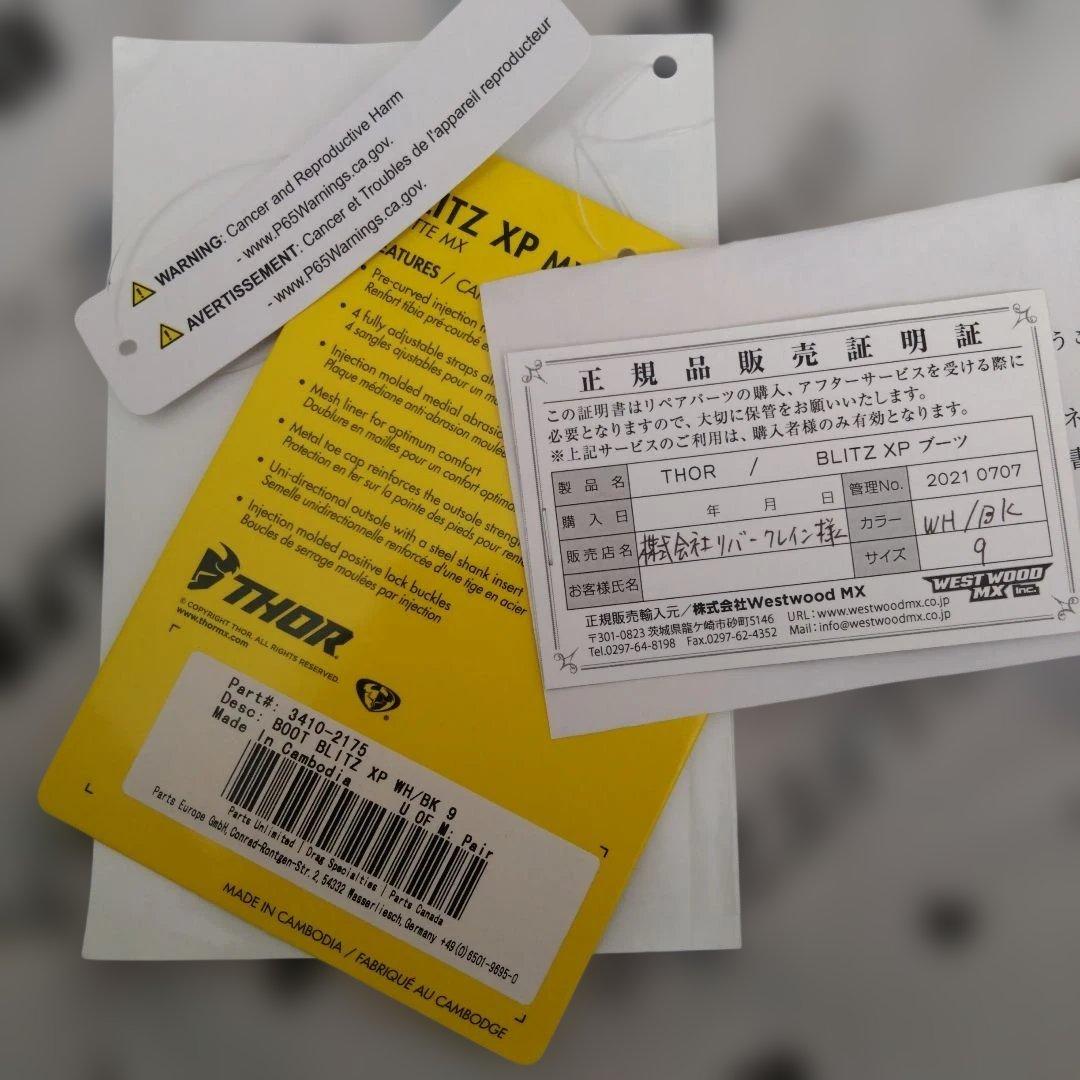 WARNING: Cancer and Reproductive Harm
- www.P65Warnings.ca.gov.
AVERTISSEMENT: Cancer et Troubles de l'appareil reproducteur
- www.P65Warnings.ca.gov.
LITZ XP
TTE MX
FEATURES / CA
• Pre-curved injection
Renfort tibia pré-courbé
• 4 fully adjustable straps
4 sangles ajustables pour un
• Injection molded medial
Plaque médiane anti-abrasion
• Mesh liner for optimum comfort
Doublure en mailles pour un confort
• Metal toe cap reinforces the outsole
Protection en fer sur la pointe des pieds pour
• Uni-directional outsole with a steel shank insert
Semelle unidirectionnelle renforcée d'une tige en acier
• Injection molded positive lock buckles
Boucles de serrage moulées par injection
THOR
© COPYRIGHT THOR. ALL RIGHTS RESERVED.
www.thormx.com
Part#: 3410-2175
Desc: BOOT BLITZ XP WH/BK 9
Made in Cambodia U OF M: Pair
Parts Unlimited | Drag Specialties | Parts Canada
Parts Europe GmbH, Conrad-Rontgen-Str. 2, 54332 Wasserliesch, Germany +49(0)6501-9695-0
MADE IN CAMBODIA / FABRIQUÉ AU CAMBODGE
正規品販売証明証
この証明書はリペアパーツの購入、アフターサービスを受ける際に
必要となりますので、大切に保管をお願いいたします。
※上記サービスのご利用は、購入者様のみ有効となります。
製品名 THOR / BLITZ XP ブーツ
購入日 年 月 日 管理No. 2021 0707
販売店名 株式会社リバークレイン様 カラー WH/BK
お客様氏名 サイズ 9
正規販売輸入元／株式会社Westwood MX
〒301-0823 茨城県龍ケ崎市砂町5146 URL:www.westwoodmx.co.jp
Tel.0297-64-8198 Fax.0297-62-4352 Mail:info@westwoodmx.co.jp
WESTWOOD
MX Inc.
うこ
ネ
書